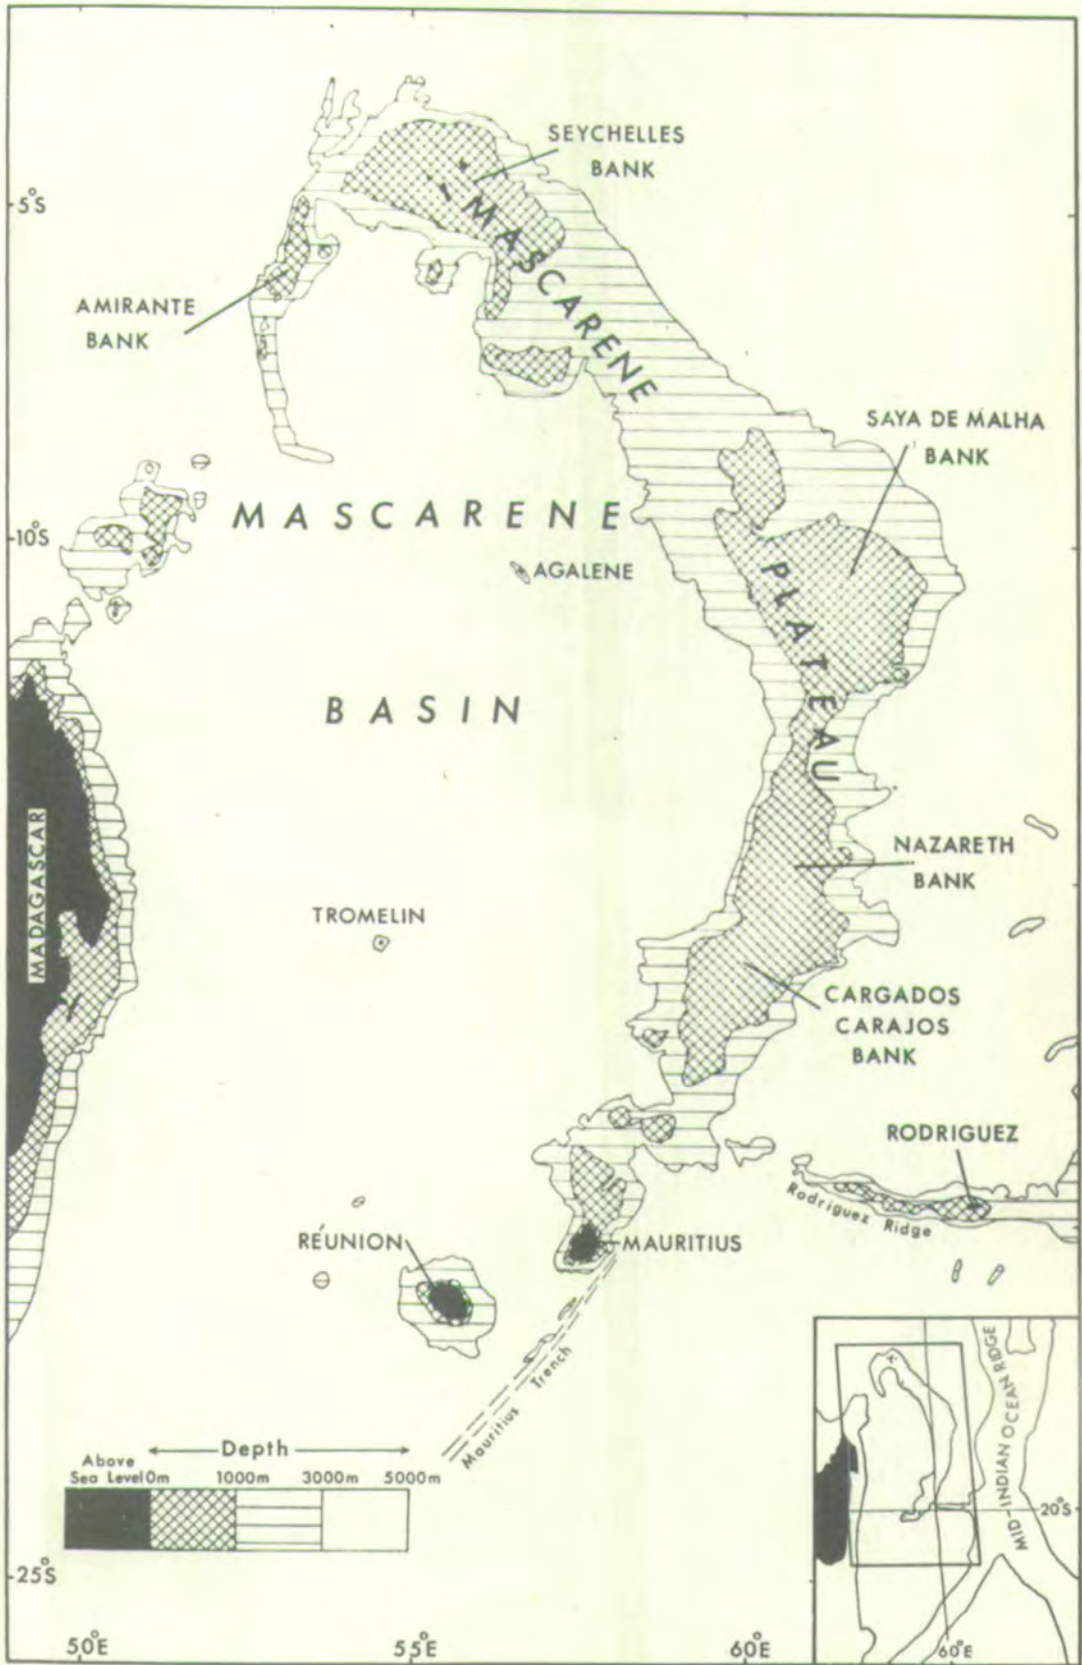 SEYCHELLES
BANK
5°S
AMIRANTE
BANK
MASCARENE
PLATEAU
SAYA DE MALHA
BANK
MASCARENE
BASIN
10°S
AGALENE
MADAGASCAR
NAZARETH
BANK
TROMELIN
CARGADOS
CARAJOS
BANK
RODRIGUEZ
Rodriguez Ridge
RÉUNION
MAURITIUS
Mauritius Trench
MID-INDIAN OCEAN RIDGE
20°S
60°E
Depth
Above
Sea Level 0m 1000m 3000m 5000m
25°S
50°E 55°E 60°E